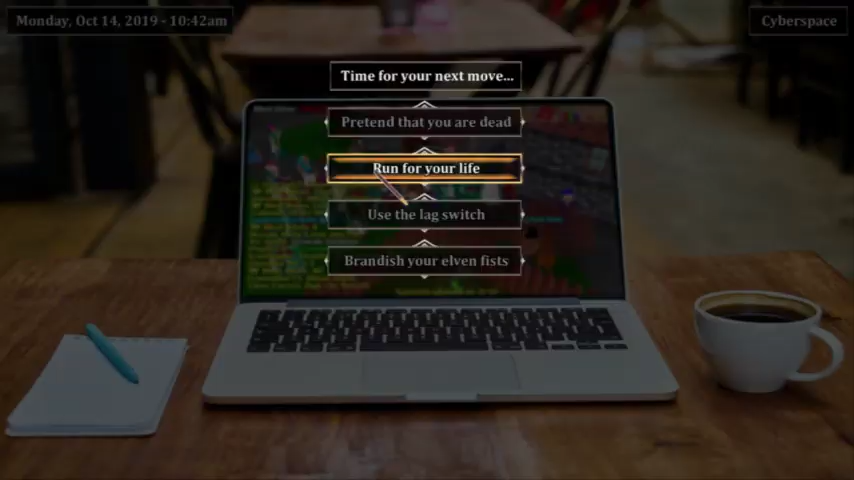 Monday, Oct 14, 2019 - 10:42am
Cyberspace
Time for your next move...
Pretend that you are dead
Run for your life
Use the lag switch
Brandish your elven fists